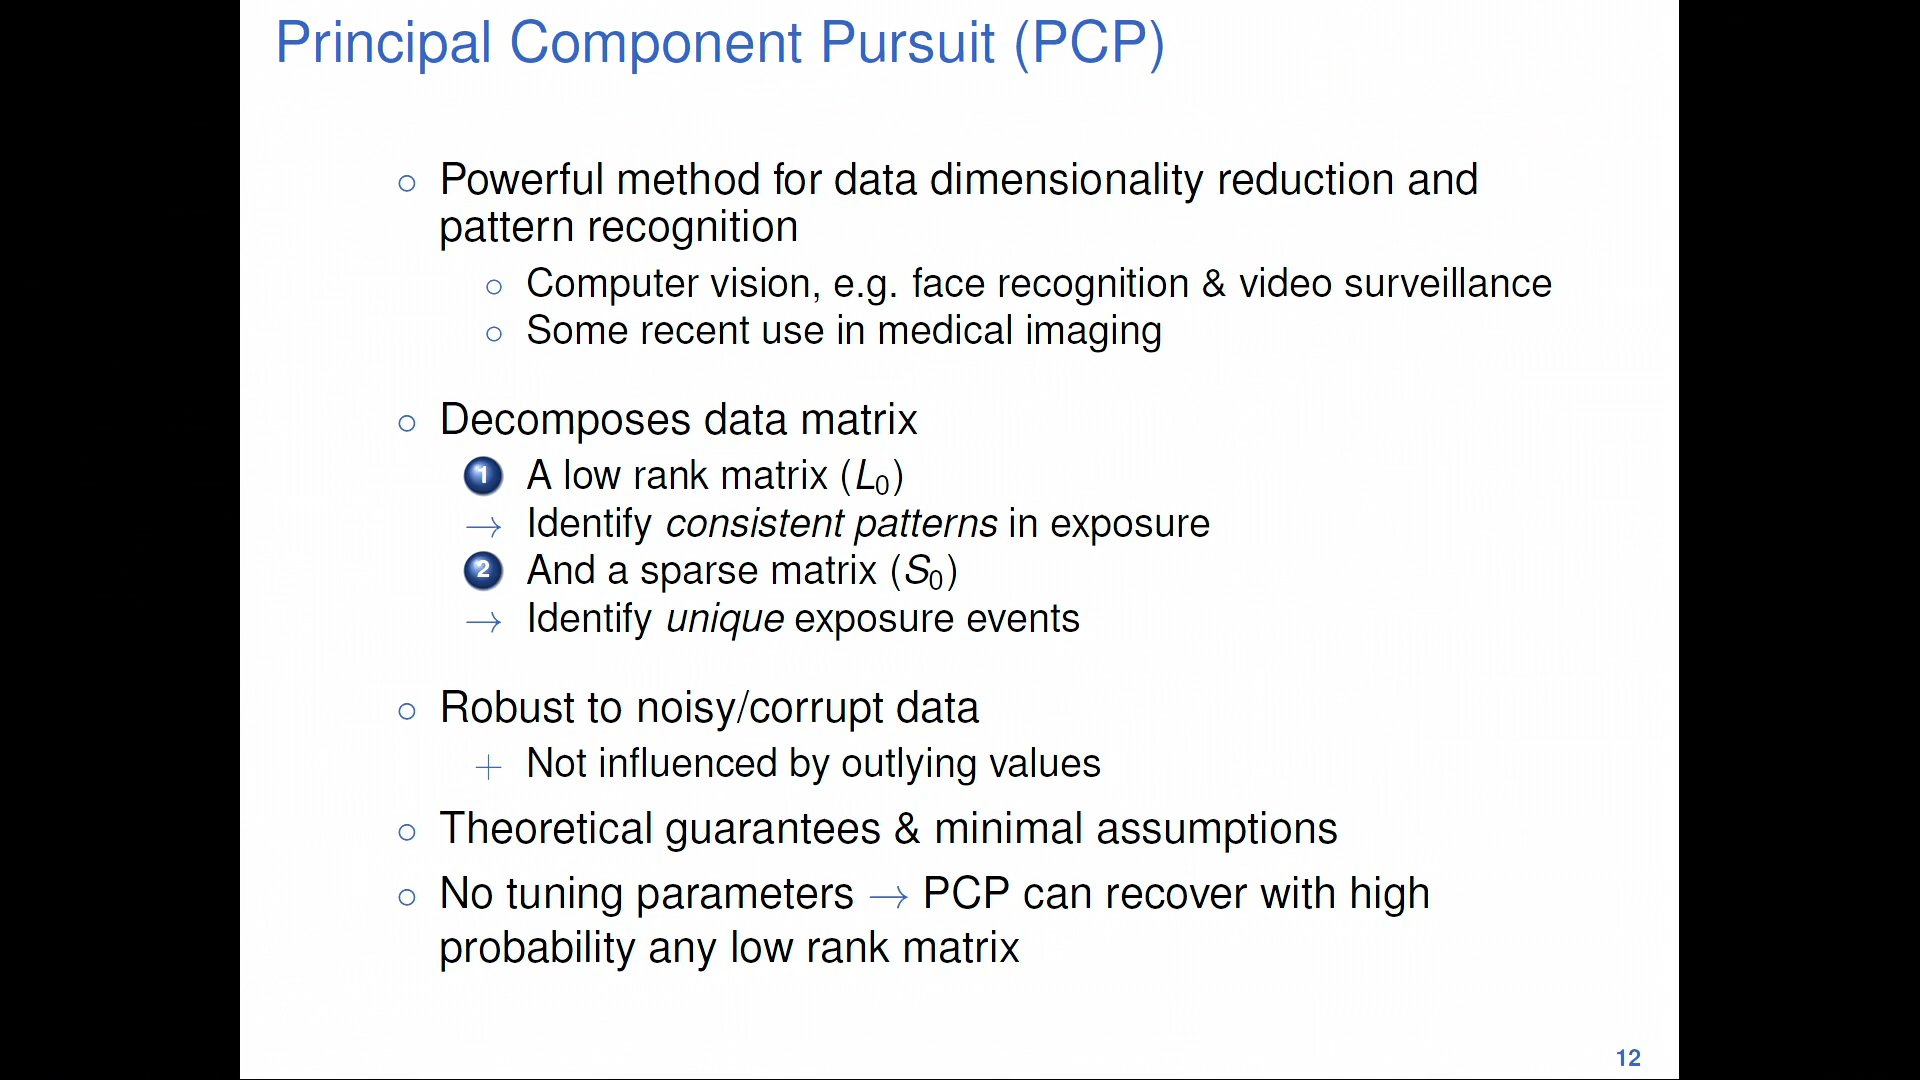 Principal Component Pursuit (PCP)
○ Powerful method for data dimensionality reduction and
pattern recognition
○ Computer vision, e.g. face recognition & video surveillance
○ Some recent use in medical imaging
○ Decomposes data matrix
1 A low rank matrix (L₀)
→ Identify consistent patterns in exposure
2 And a sparse matrix (S₀)
→ Identify unique exposure events
○ Robust to noisy/corrupt data
+ Not influenced by outlying values
○ Theoretical guarantees & minimal assumptions
○ No tuning parameters → PCP can recover with high
probability any low rank matrix
12